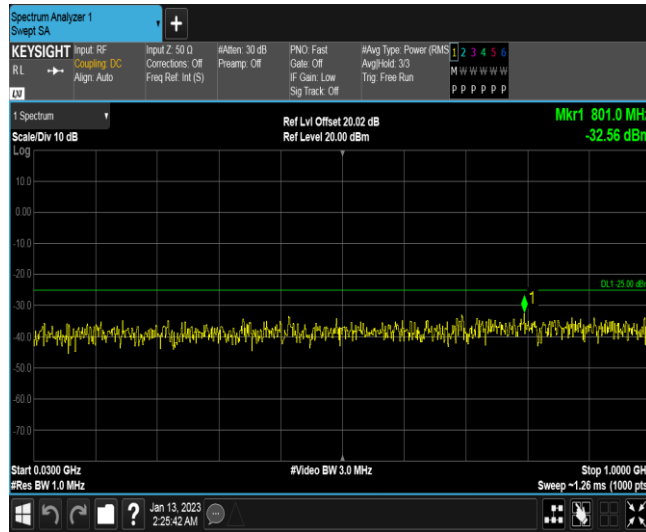 Spectrum Analyzer 1
Swept SA
+
KEYSIGHT
RL
LXI
Input: RF
Coupling: DC
Align: Auto
Input Z: 50 Ω
Corrections: Off
Freq Ref: Int (S)
#Atten: 30 dB
Preamp: Off
PNO: Fast
Gate: Off
IF Gain: Low
Sig Track: Off
#Avg Type: Power (RMS
Avg|Hold: 3/3
Trig: Free Run
1 2 3 4 5 6
M W W W W W
P P P P P P
1 Spectrum
Scale/Div 10 dB
Log
Ref Lvl Offset 20.02 dB
Ref Level 20.00 dBm
Mkr1 801.0 MHz
-32.56 dBm
10.0
0.00
-10.0
-20.0
-30.0
-40.0
-50.0
-60.0
-70.0
DL1 -25.00 dBm
1
Start 0.0300 GHz
#Res BW 1.0 MHz
#Video BW 3.0 MHz
Stop 1.0000 GH
Sweep ~1.26 ms (1000 pts
?
Jan 13, 2023
2:25:42 AM